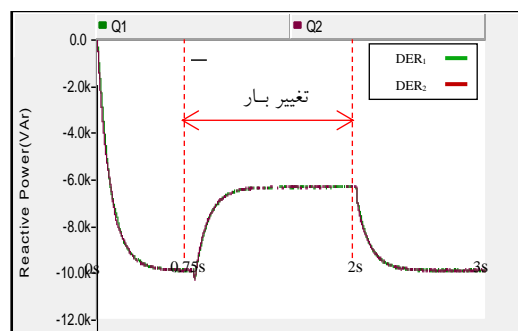 Q1
Q2
DER₁
DER₂
تغییر بار
Reactive Power(VAr)
0.0
-2.0k
-4.0k
-6.0k
-8.0k
-10.0k
-12.0k
0s
0.75s
2s
3s